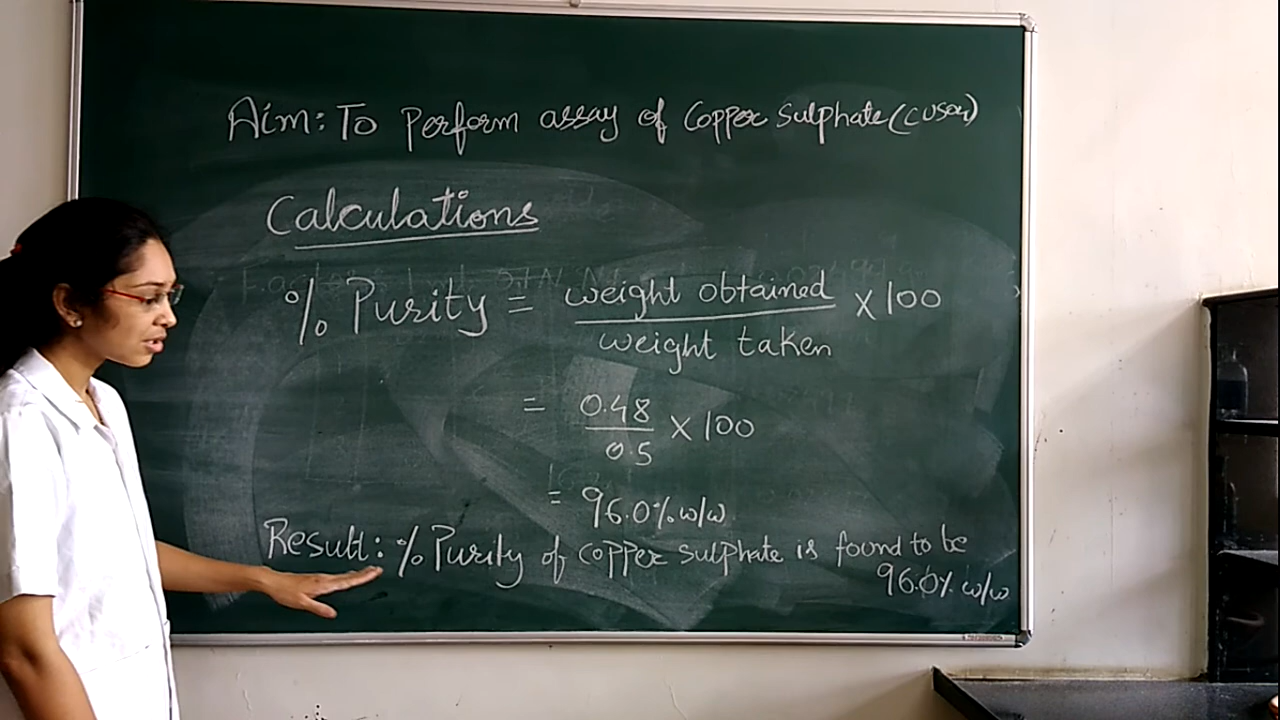 Aim: To Perform assay of Copper Sulphate (CuSO4)
Calculations
% Purity = weight obtained / weight taken X 100
= 0.48 / 0.5 X 100
= 96.0% w/w
Result: % Purity of copper sulphate is found to be
96.0% w/w